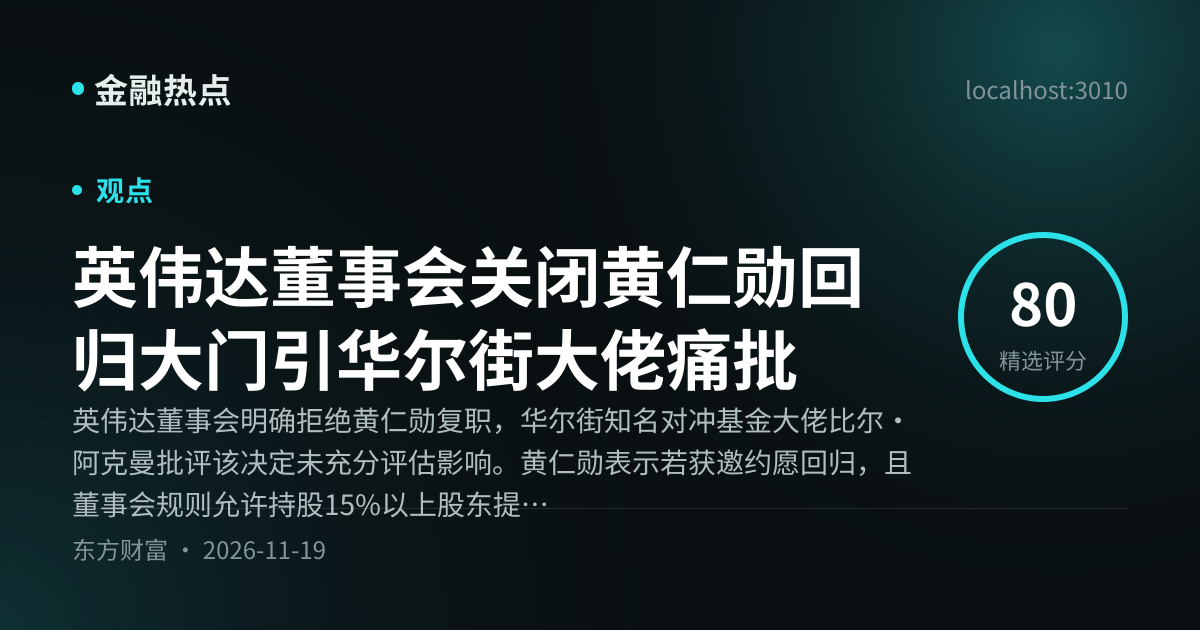 金融热点
localhost:3010
观点
英伟达董事会关闭黄仁勋回
归大门引华尔街大佬痛批
80
精选评分
英伟达董事会明确拒绝黄仁勋复职，华尔街知名对冲基金大佬比尔·
阿克曼批评该决定未充分评估影响。黄仁勋表示若获邀约愿回归，且
董事会规则允许持股15%以上股东提…
东方财富 · 2026-11-19